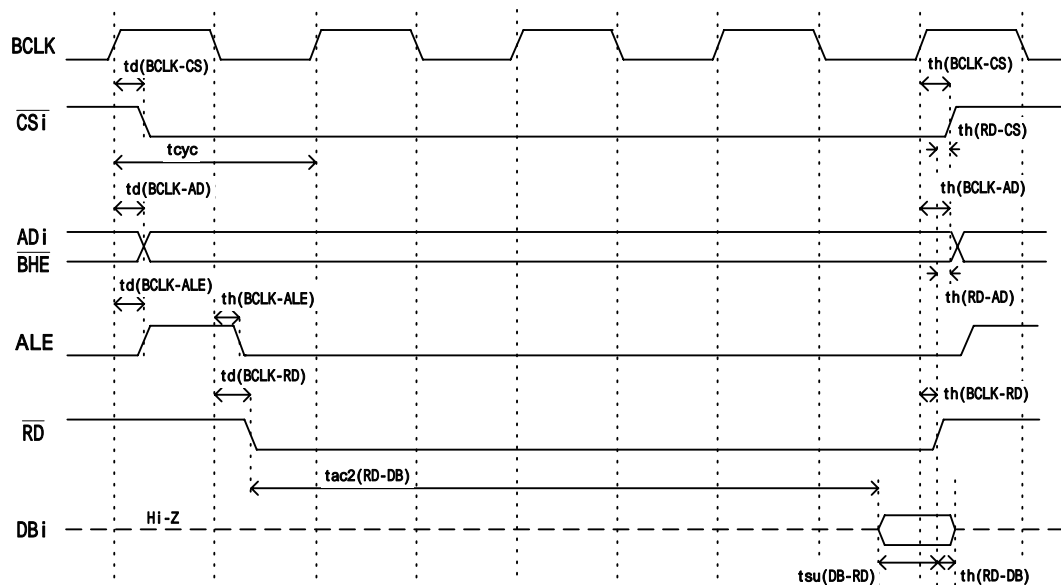 BCLK
td(BCLK-CS)
th(BCLK-CS)
CSi
th(RD-CS)
tcyc
td(BCLK-AD)
th(BCLK-AD)
ADi
BHE
td(BCLK-ALE)
th(BCLK-ALE)
th(RD-AD)
ALE
td(BCLK-RD)
th(BCLK-RD)
RD
tac2(RD-DB)
Hi-Z
DBi
tsu(DB-RD)
th(RD-DB)